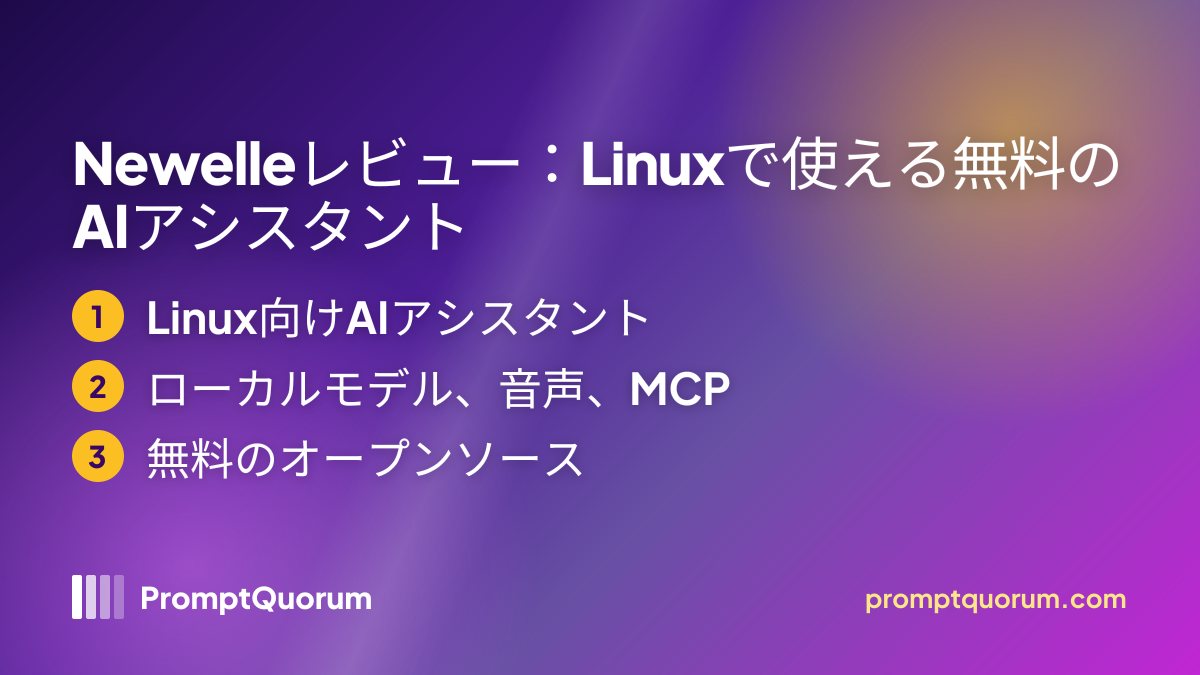 Newelleレビュー：Linuxで使える無料の
AIアシスタント
1 Linux向けAIアシスタント
2 ローカルモデル、音声、MCP
3 無料のオープンソース
PromptQuorum
promptquorum.com